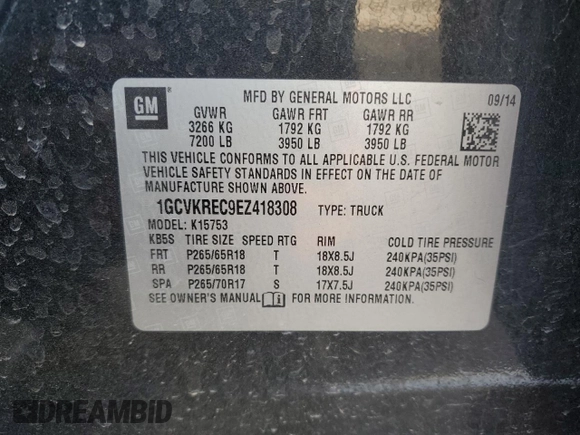 GM
MFD BY GENERAL MOTORS LLC 09/14
GVWR GAWR FRT GAWR RR
3266 KG 1792 KG 1792 KG
7200 LB 3950 LB 3950 LB
THIS VEHICLE CONFORMS TO ALL APPLICABLE U.S. FEDERAL MOTOR
VEHICLE SAFETY STANDARDS IN EFFECT ON THE DATE OF
MANUFACTURE SHOWN ABOVE.
1GCVKREC9EZ418308 TYPE: TRUCK
MODEL: K15753
KB5S TIRE SIZE SPEED RTG RIM COLD TIRE PRESSURE
FRT P265/65R18 T 18X8.5J 240KPA(35PSI)
RR P265/65R18 T 18X8.5J 240KPA(35PSI)
SPA P265/70R17 S 17X7.5J 240KPA(35PSI)
SEE OWNER'S MANUAL FOR MORE INFORMATION.
DREAMBID